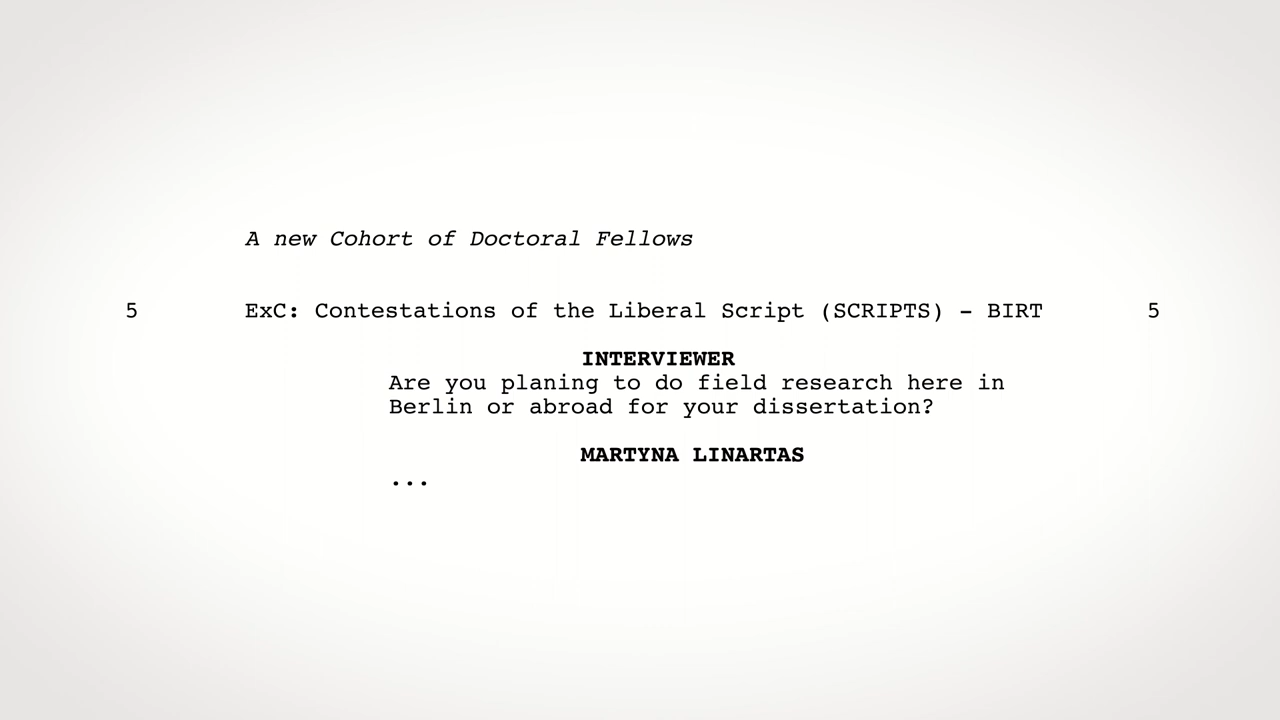 A new Cohort of Doctoral Fellows
5 ExC: Contestations of the Liberal Script (SCRIPTS) – BIRT 5
INTERVIEWER
Are you planing to do field research here in
Berlin or abroad for your dissertation?
MARTYNA LINARTAS
...